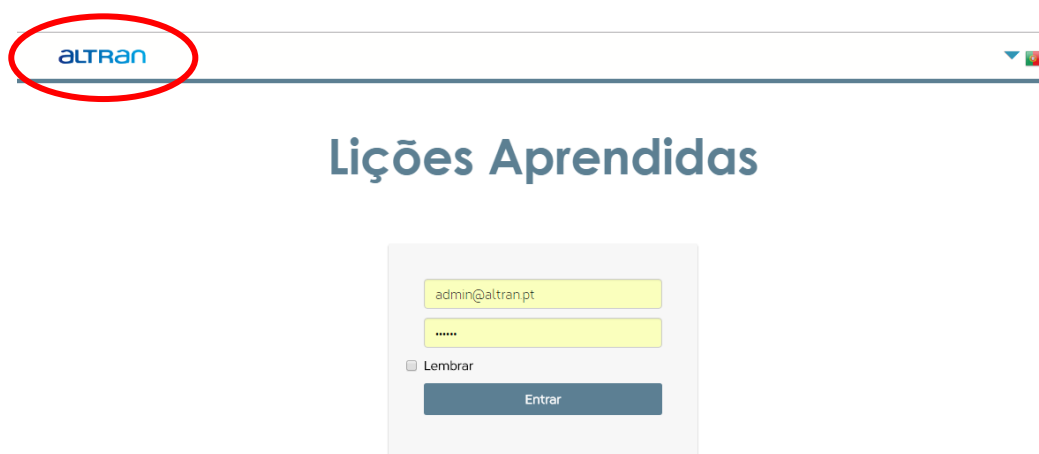 aLTRan
Lições Aprendidas
admin@altran.pt
••••••
Lembrar
Entrar